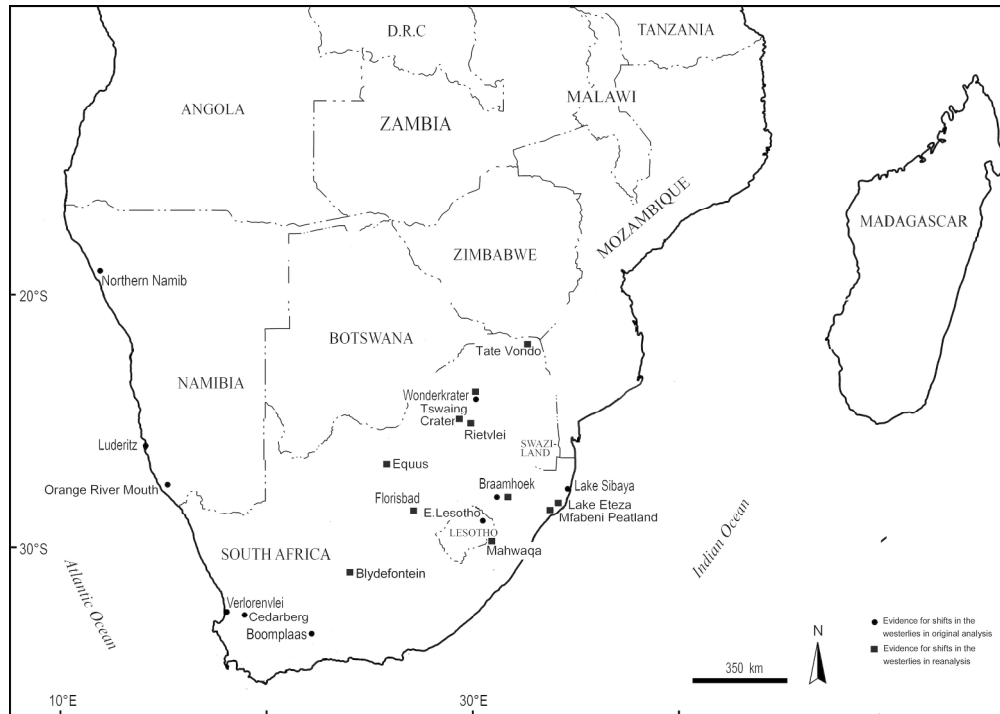 D.R.C
TANZANIA
ANGOLA
ZAMBIA
MALAWI
MOZAMBIQUE
MADAGASCAR
ZIMBABWE
Northern Namib
20°S
BOTSWANA
Tate Vondo
NAMIBIA
Wonderkrater
Tswaing
Crater
Rietvlei
SWAZI-
LAND
Luderitz
Equus
Orange River Mouth
Braamhoek
Lake Sibaya
Florisbad
Lake Eteza
E.Lesotho
Mfabeni Peatland
LESOTHO
Mahwaqa
30°S
SOUTH AFRICA
Blydefontein
Indian Ocean
Atlantic Ocean
Verlorenvlei
Cedarberg
Boomplaas
Evidence for shifts in the
westerlies in original analysis
Evidence for shifts in the
westerlies in reanalysis
N
350 km
10°E
30°E